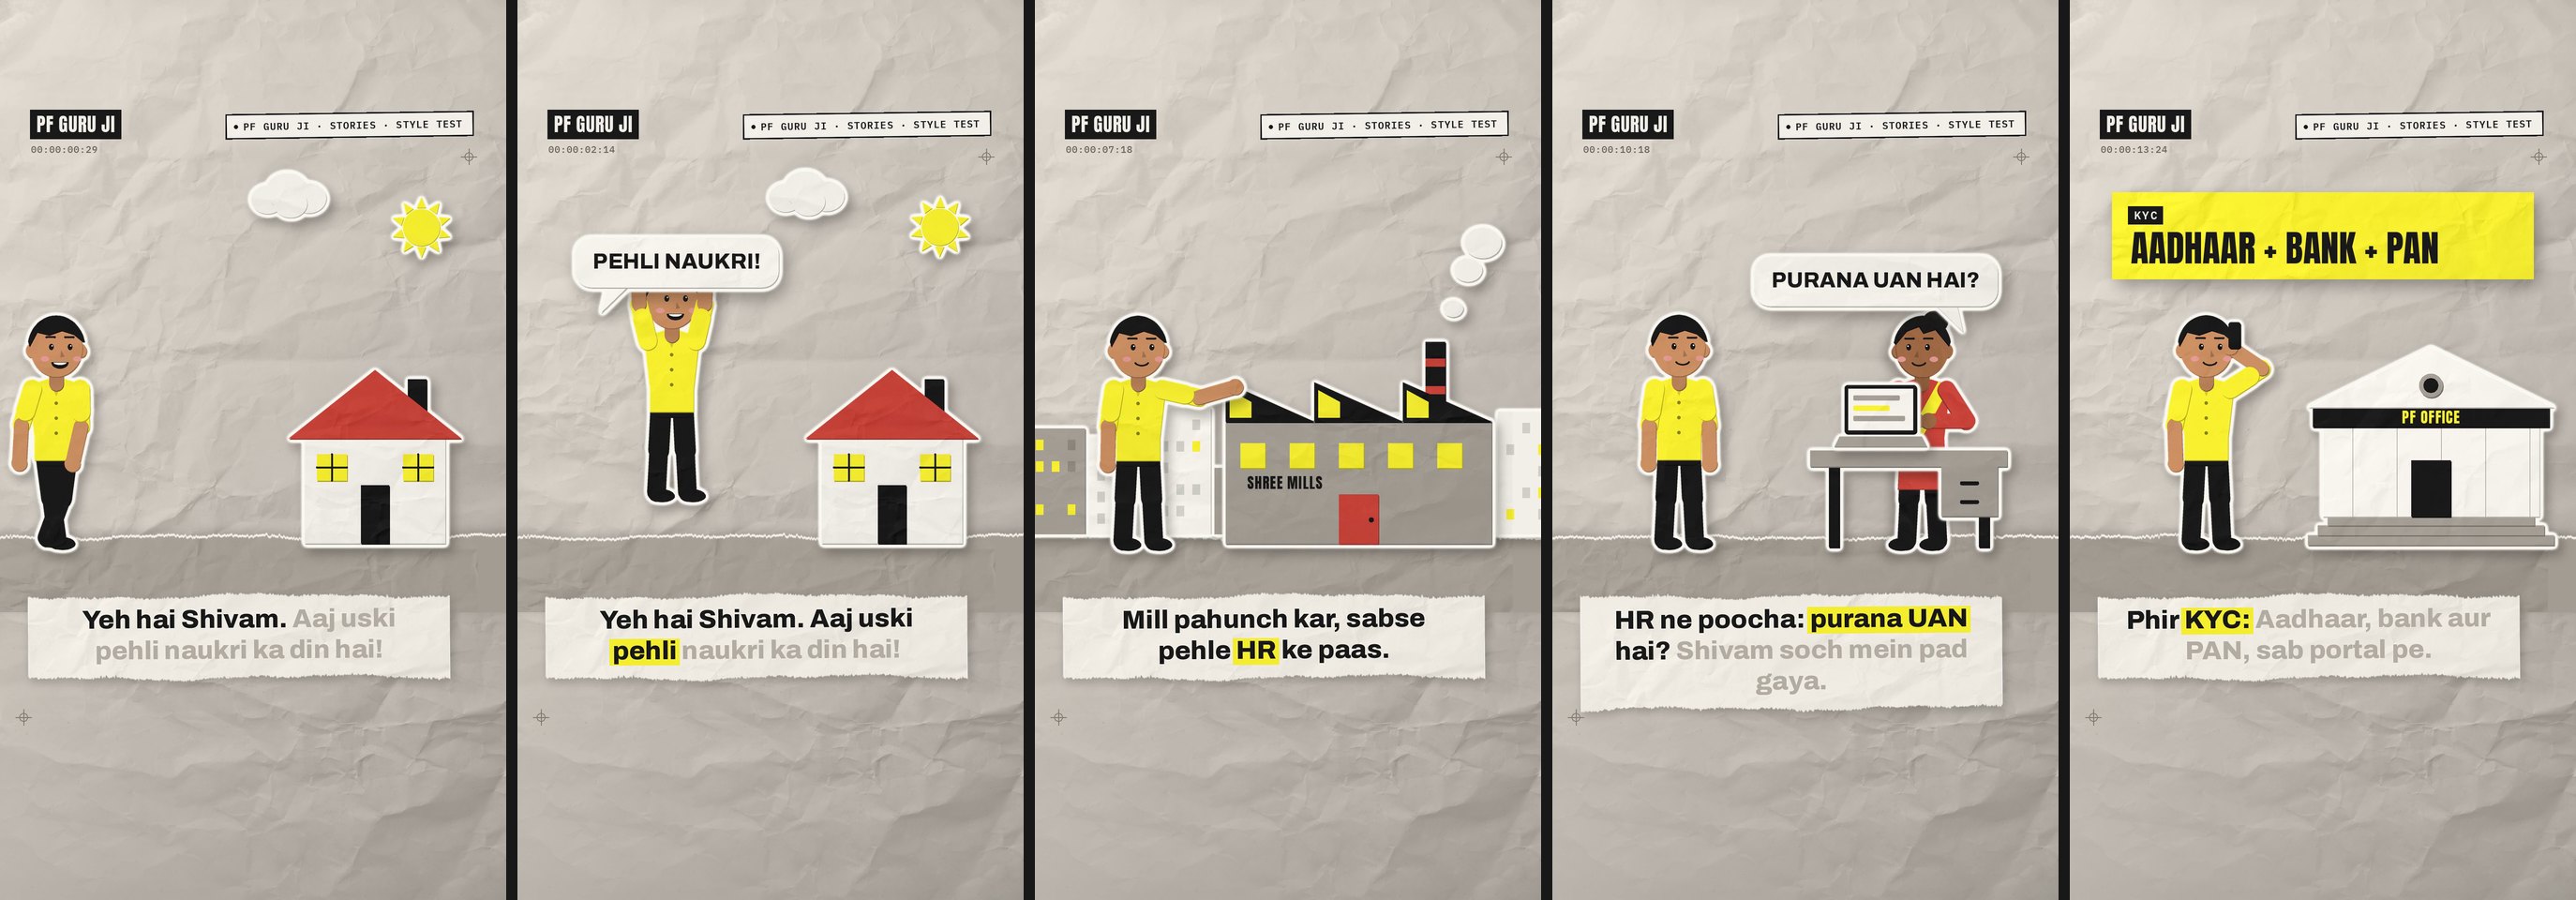 PF GURU JI
• PF GURU JI · STORIES · STYLE TEST
00:00:00:29
Yeh hai Shivam. Aaj uski
pehli naukri ka din hai!
PF GURU JI
• PF GURU JI · STORIES · STYLE TEST
00:00:02:14
PEHLI NAUKRI!
Yeh hai Shivam. Aaj uski
pehli naukri ka din hai!
PF GURU JI
• PF GURU JI · STORIES · STYLE TEST
00:00:07:18
SHREE MILLS
Mill pahunch kar, sabse
pehle HR ke paas.
PF GURU JI
• PF GURU JI · STORIES · STYLE TEST
00:00:10:18
PURANA UAN HAI?
HR ne poocha: purana UAN
hai? Shivam soch mein pad
gaya.
PF GURU JI
• PF GURU JI · STORIES · STYLE TEST
00:00:13:24
KYC
AADHAAR + BANK + PAN
PF OFFICE
Phir KYC: Aadhaar, bank aur
PAN, sab portal pe.